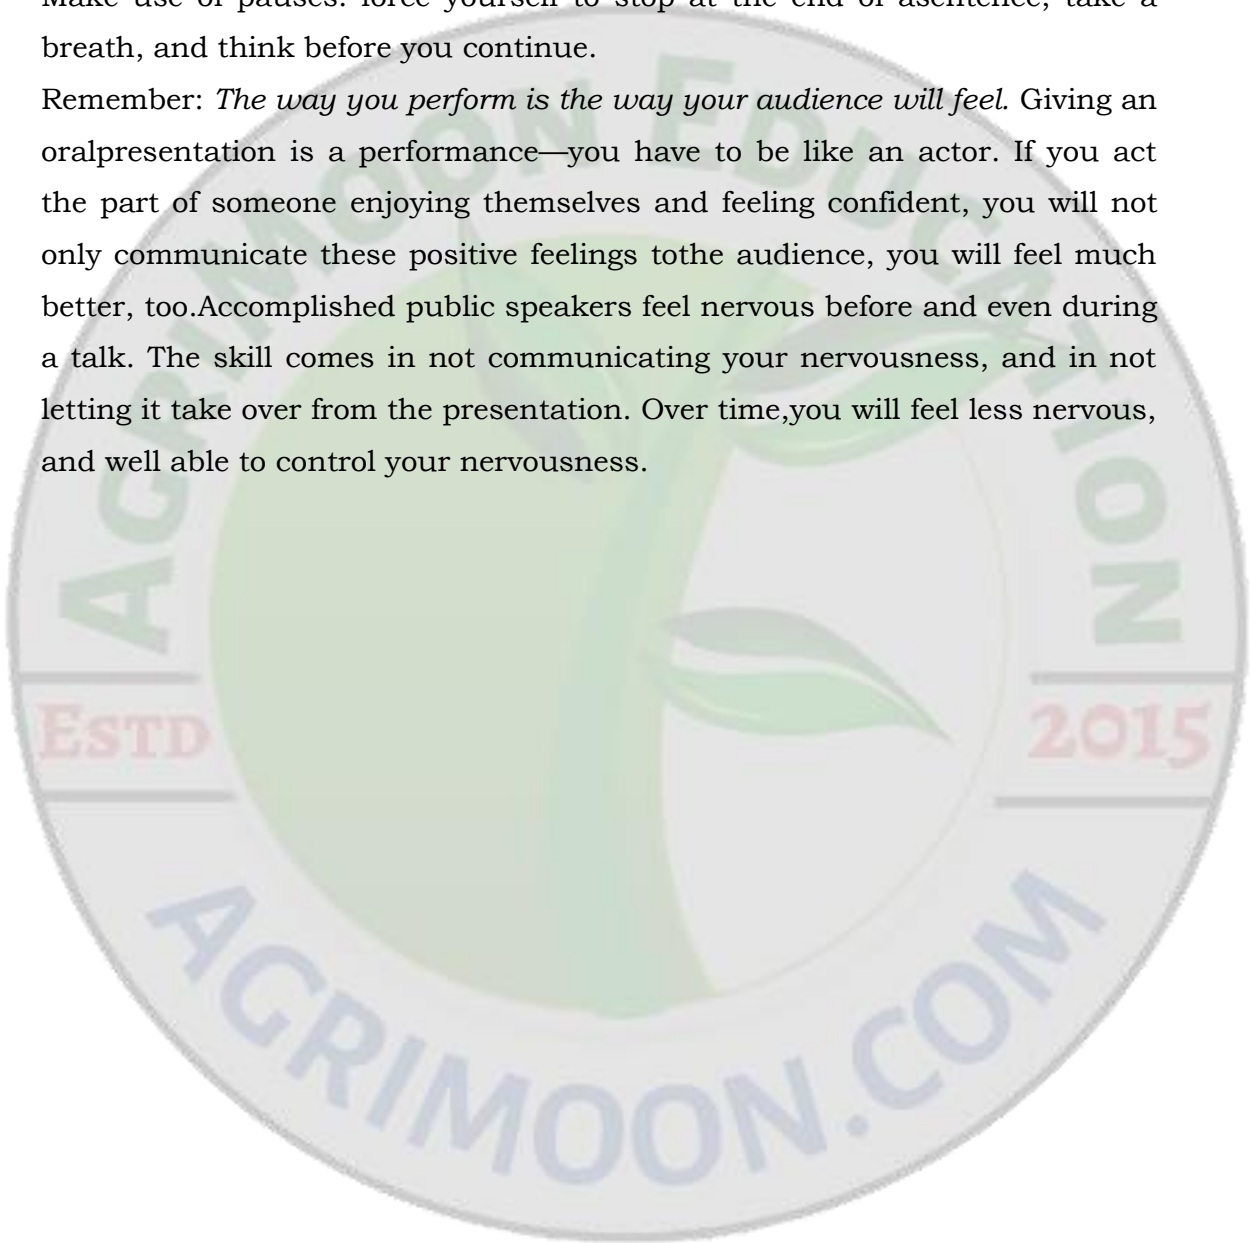 Make use of pauses: force yourself to stop at the end of asentence, take a
breath, and think before you continue.
Remember: The way you perform is the way your audience will feel. Giving an
oralpresentation is a performance—you have to be like an actor. If you act
the part of someone enjoying themselves and feeling confident, you will not
only communicate these positive feelings tothe audience, you will feel much
better, too.Accomplished public speakers feel nervous before and even during
a talk. The skill comes in not communicating your nervousness, and in not
letting it take over from the presentation. Over time,you will feel less nervous,
and well able to control your nervousness.
AGRIMOON EDUCATION
ESTD
2015
AGRIMOON.COM